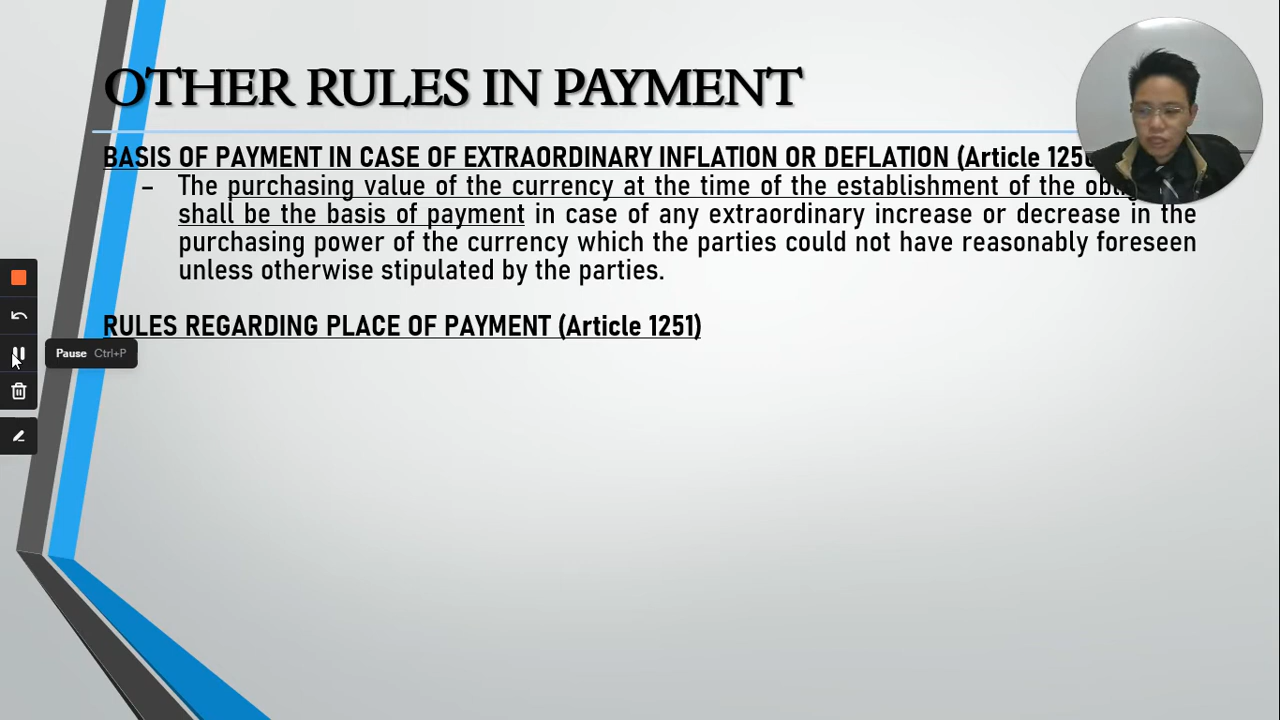 OTHER RULES IN PAYMENT
BASIS OF PAYMENT IN CASE OF EXTRAORDINARY INFLATION OR DEFLATION (Article
– The purchasing value of the currency at the time of the establishment of the
shall be the basis of payment in case of any extraordinary increase or decrease in the
purchasing power of the currency which the parties could not have reasonably foreseen
unless otherwise stipulated by the parties.
RULES REGARDING PLACE OF PAYMENT (Article 1251)
Pause Ctrl+P